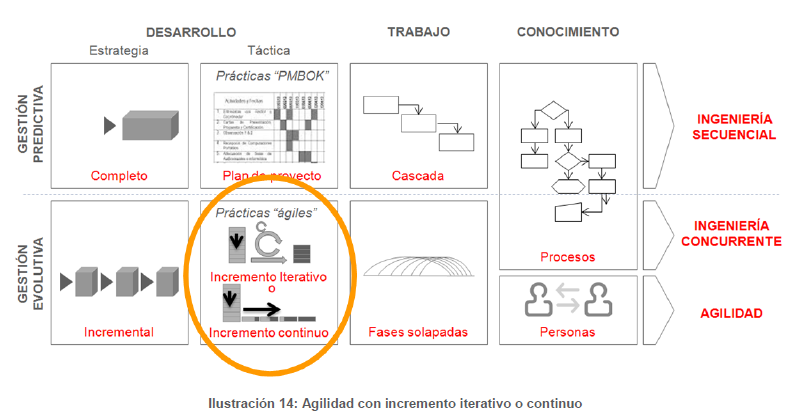 DESARROLLO
TRABAJO
CONOCIMIENTO
Estrategia
Táctica
GESTIÓN
PREDICTIVA
Prácticas “PMBOK”
Completo
Plan de proyecto
Cascada
INGENIERÍA
SECUENCIAL
GESTIÓN
EVOLUTIVA
Prácticas “ágiles”
Incremento Iterativo
o
Incremento continuo
Incremental
Fases solapadas
Procesos
Personas
INGENIERÍA
CONCURRENTE
AGILIDAD
Ilustración 14: Agilidad con incremento iterativo o continuo